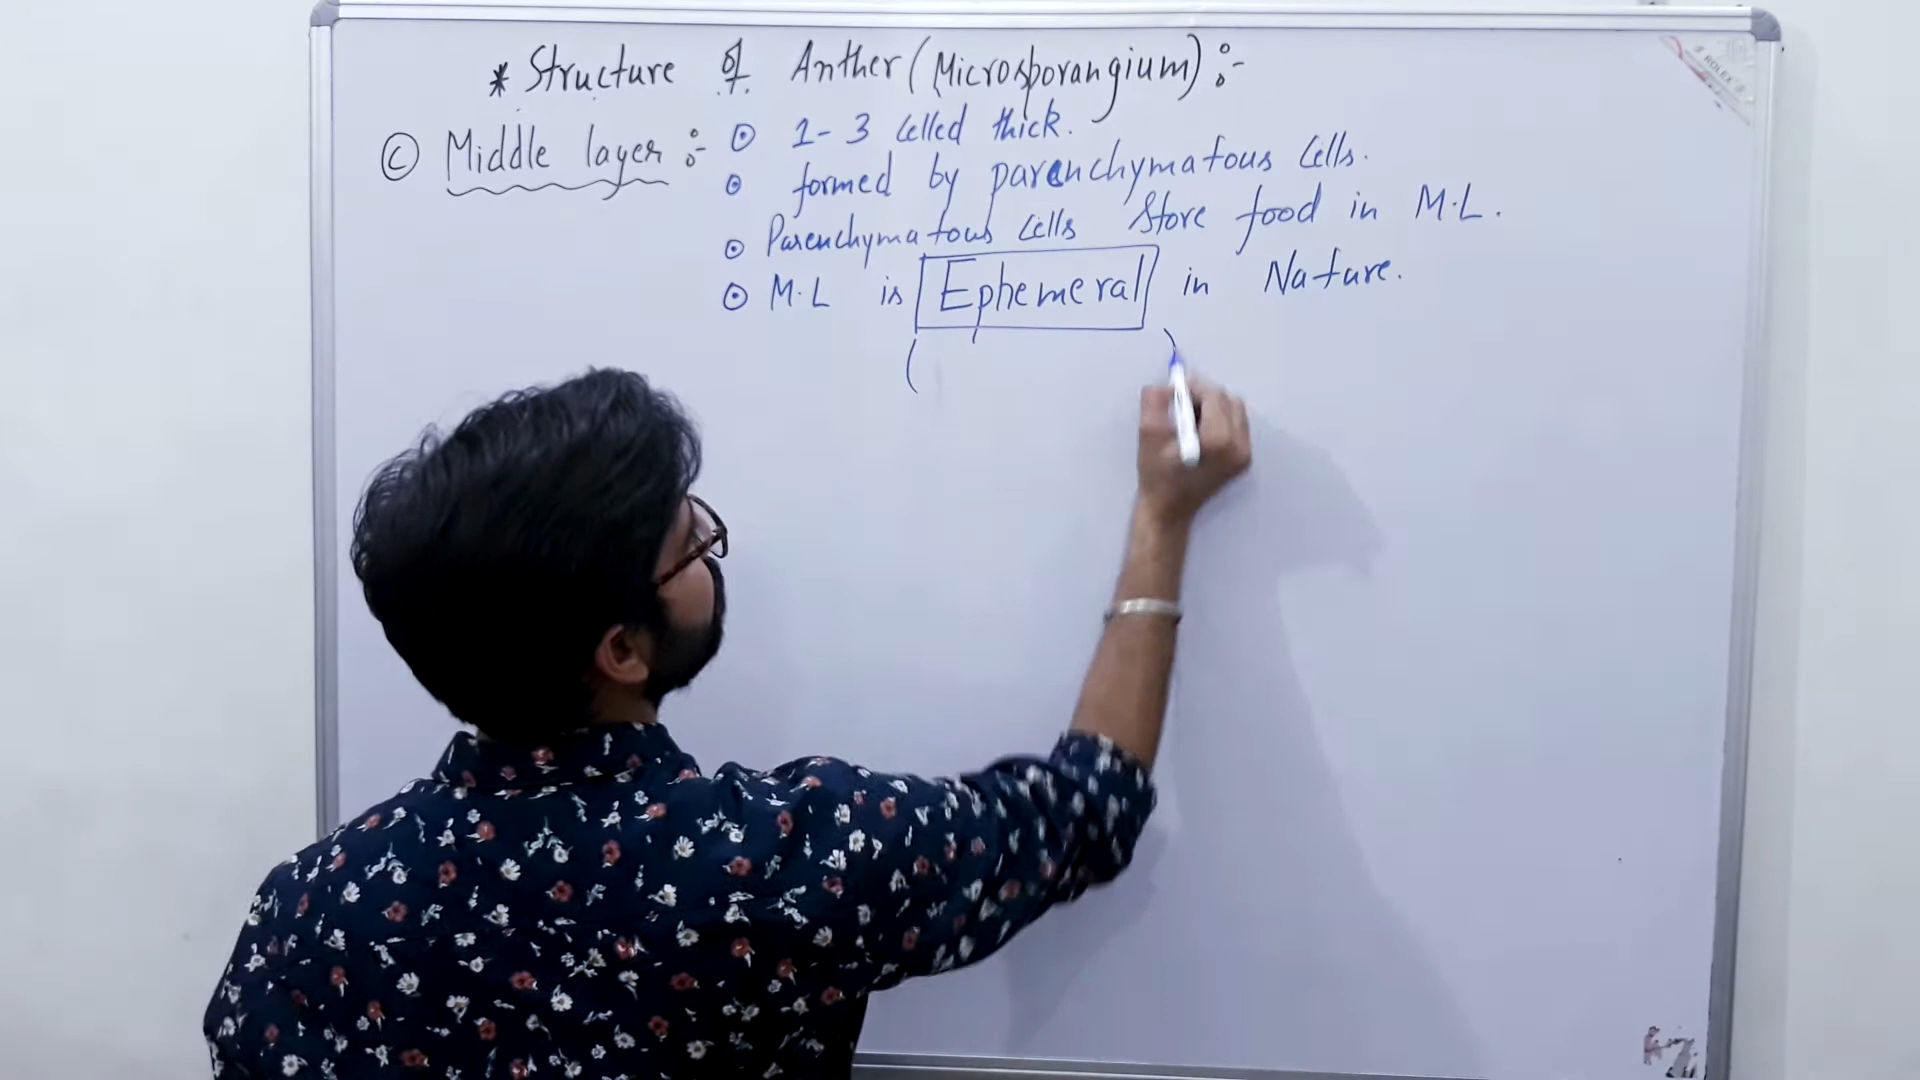 * Structure of Anther (Microsporangium) :-
© Middle layer :- ⊙ 1-3 Celled thick.
⊙ formed by parenchymatous Cells.
⊙ Parenchymatous Cells Store food in M.L.
⊙ M.L is Ephemeral in Nature.
( )
ROLEX